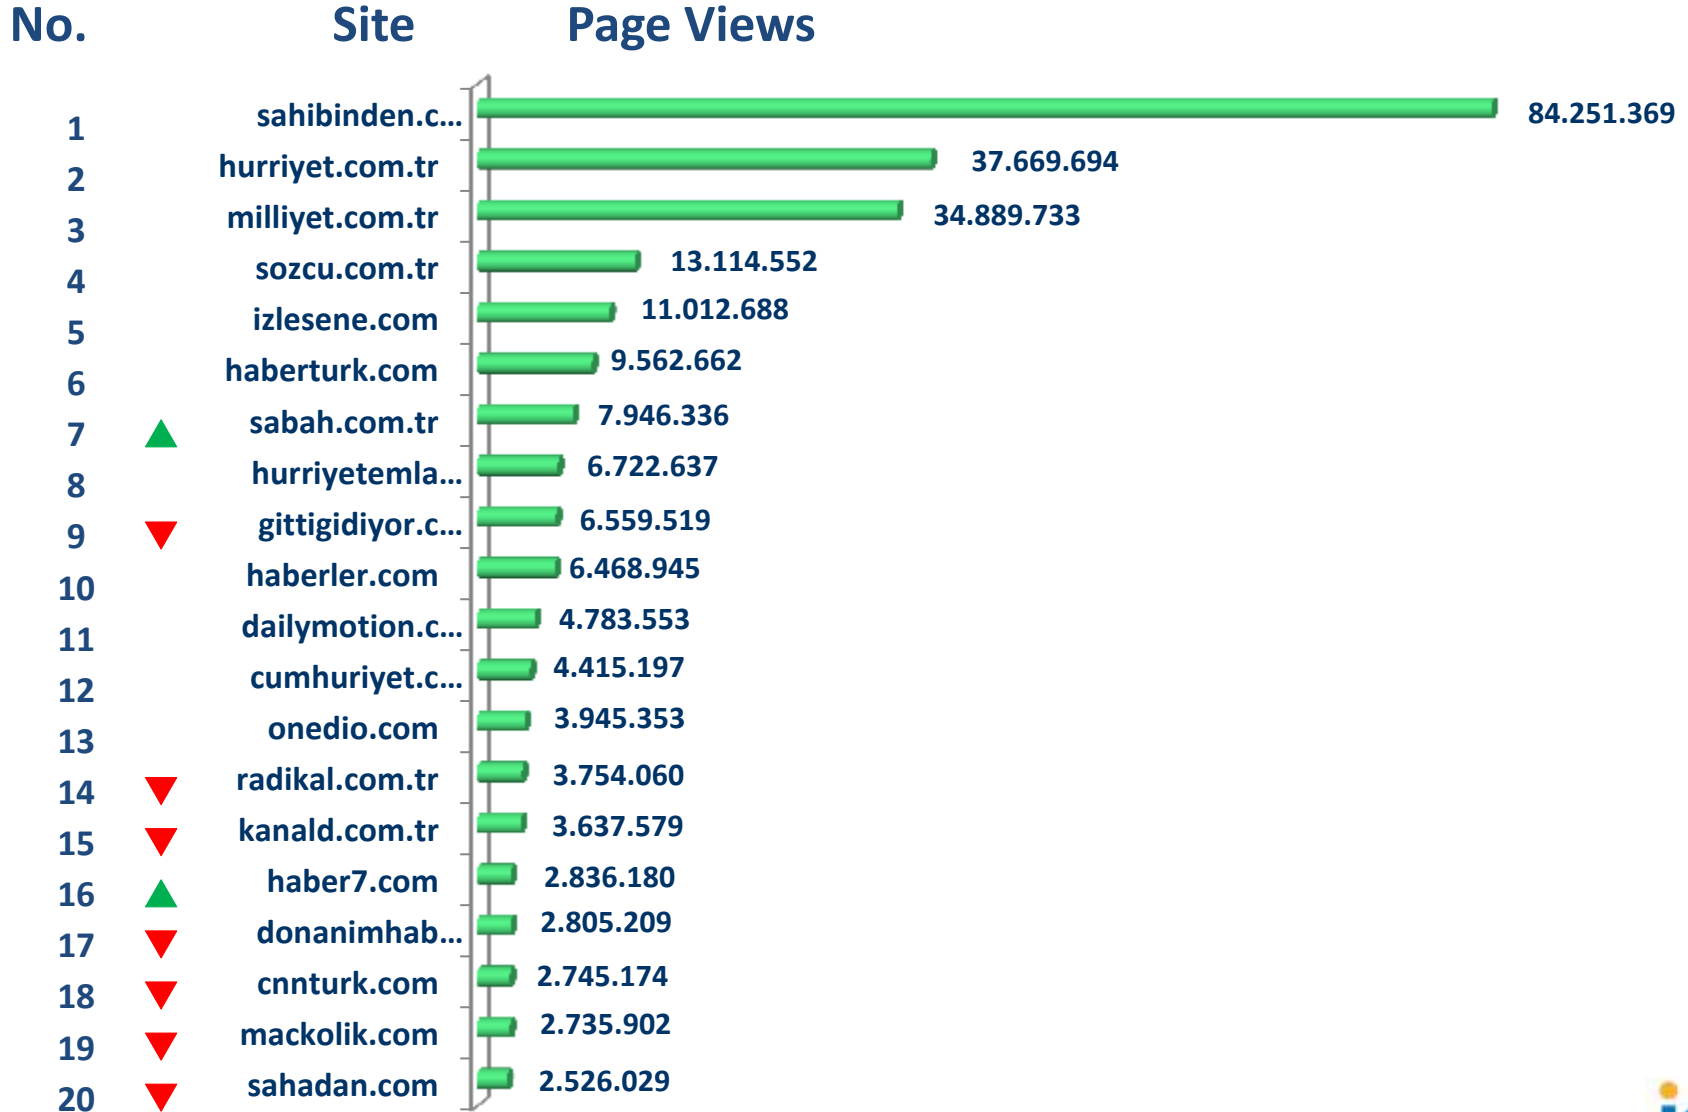 No. Site Page Views
1 sahibinden.c... 84.251.369
2 hurriyet.com.tr 37.669.694
3 milliyet.com.tr 34.889.733
4 sozcu.com.tr 13.114.552
5 izlesene.com 11.012.688
6 haberturk.com 9.562.662
7 sabah.com.tr 7.946.336
8 hurriyetemla... 6.722.637
9 gittigidiyor.c... 6.559.519
10 haberler.com 6.468.945
11 dailymotion.c... 4.783.553
12 cumhuriyet.c... 4.415.197
13 onedio.com 3.945.353
14 radikal.com.tr 3.754.060
15 kanald.com.tr 3.637.579
16 haber7.com 2.836.180
17 donanimhab... 2.805.209
18 cnnturk.com 2.745.174
19 mackolik.com 2.735.902
20 sahadan.com 2.526.029